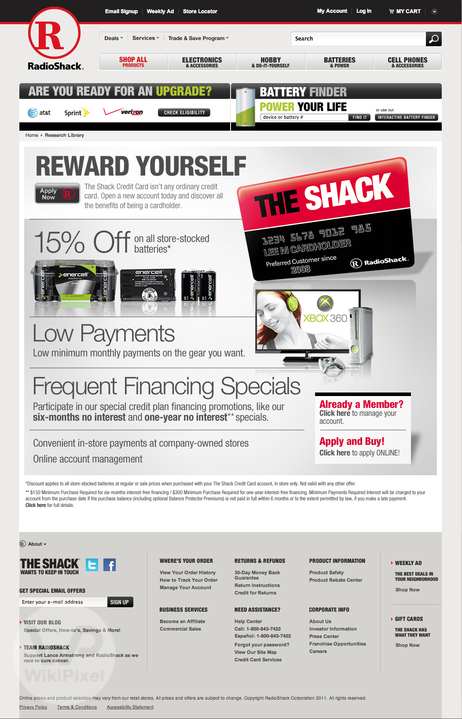 Email Signup Weekly Ad Store Locator My Account Log In MY CART
R
RadioShack.
Deals Services Trade & Save Program Search
SHOP ALL PRODUCTS
ELECTRONICS & ACCESSORIES
HOBBY & DO-IT-YOURSELF
BATTERIES & POWER
CELL PHONES & ACCESSORIES
ARE YOU READY FOR AN UPGRADE?
at&t Sprint verizon CHECK ELIGIBILITY
BATTERY FINDER
POWER YOUR LIFE or use our
device or battery # FIND IT INTERACTIVE BATTERY FINDER
Home Research Library
REWARD YOURSELF
Apply Now R
The Shack Credit Card isn't any ordinary credit
card. Open a new account today and discover all
the benefits of being a cardholder.
THE SHACK
1234 5678 9012 985
LEE M CARDHOLDER
Preferred Customer since
2008
R RadioShack.
15% Off on all store-stocked
batteries*
enercell enercell
XBOX 360
Low Payments
Low minimum monthly payments on the gear you want.
Frequent Financing Specials
Participate in our special credit plan financing promotions, like our
six-months no interest and one-year no interest** specials.
Convenient in-store payments at company-owned stores
Online account management
Already a Member?
Click here to manage your
account.
Apply and Buy!
Click here to apply ONLINE!
*Discount applies to all store-stocked batteries at regular or sale prices when purchased with your The Shack Credit Card account, in store only. Not valid with any other offer.
** $150 Minimum Purchase Required for six months interest-free financing / $300 Minimum Purchase Required for one-year interest-free financing. Minimum Payments Required Interest will be charged to your
account from the purchase date if the purchase balance (including optional Balance Protector Premiums) is not paid in full within 6 months or to the extent permitted by law, if you make a late payment.
Click here for full details.
R About
THE SHACK
WANTS TO KEEP IN TOUCH
GET SPECIAL EMAIL OFFERS
Enter your e-mail address SIGN UP
VISIT OUR BLOG
Special Offers, How-to's, Savings & More!
TEAM RADIOSHACK
Support Lance Armstrong and RadioShack as we
race to cure cancer.
WHERE'S YOUR ORDER
View Your Order History
How to Track Your Order
Manage Your Account
BUSINESS SERVICES
Become an Affiliate
Commercial Sales
RETURNS & REFUNDS
30-Day Money Back
Guarantee
Return Instructions
Credit for Returns
NEED ASSISTANCE?
Help Center
Call: 1-800-843-7422
Español: 1-800-843-7422
Forgot your password?
View Our Site Map
Credit Card Services
PRODUCT INFORMATION
Product Safety
Product Rebate Center
CORPORATE INFO
About Us
Investor Information
Press Center
Franchise Opportunities
Careers
WEEKLY AD
THE BEST DEALS IN
YOUR NEIGHBORHOOD
Shop Now
GIFT CARDS
THE SHACK HAS
WHAT THEY WANT
Shop Now
WikiPixel
Online prices and product selection may vary from our retail stores. All prices and offers are subject to change. Copyright RadioShack Corporation 2011. All rights reserved.
Privacy Policy Terms & Conditions Accessibility Statement